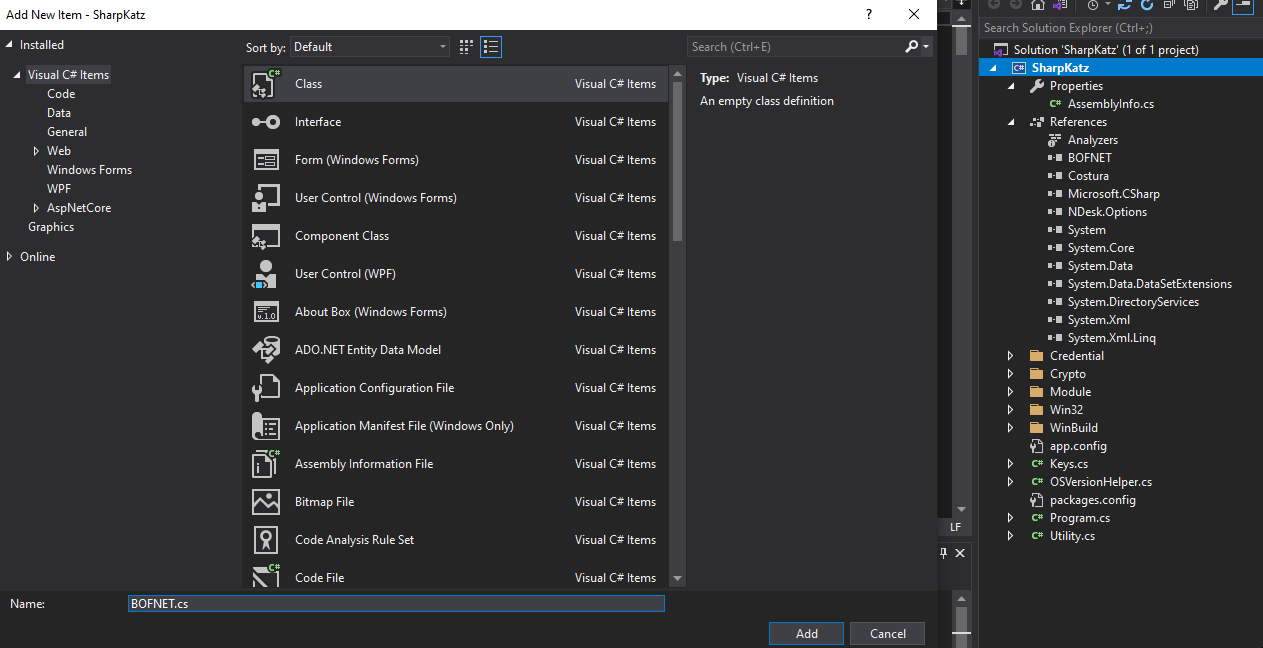 Add New Item - SharpKatz
?
Installed
Visual C# Items
Code
Data
General
Web
Windows Forms
WPF
AspNetCore
Graphics
Online
Sort by:
Default
Class
Visual C# Items
Interface
Visual C# Items
Form (Windows Forms)
Visual C# Items
User Control (Windows Forms)
Visual C# Items
Component Class
Visual C# Items
User Control (WPF)
Visual C# Items
About Box (Windows Forms)
Visual C# Items
ADO.NET Entity Data Model
Visual C# Items
Application Configuration File
Visual C# Items
Application Manifest File (Windows Only)
Visual C# Items
Assembly Information File
Visual C# Items
Bitmap File
Visual C# Items
Code Analysis Rule Set
Visual C# Items
Code File
Visual C# Items
Search (Ctrl+E)
Type: Visual C# Items
An empty class definition
Name:
BOFNET.cs
Add
Cancel
LF
Search Solution Explorer (Ctrl+;)
Solution 'SharpKatz' (1 of 1 project)
C# SharpKatz
Properties
C# AssemblyInfo.cs
References
Analyzers
BOFNET
Costura
Microsoft.CSharp
NDesk.Options
System
System.Core
System.Data
System.Data.DataSetExtensions
System.DirectoryServices
System.Xml
System.Xml.Linq
Credential
Crypto
Module
Win32
WinBuild
app.config
C# Keys.cs
C# OSVersionHelper.cs
packages.config
C# Program.cs
C# Utility.cs